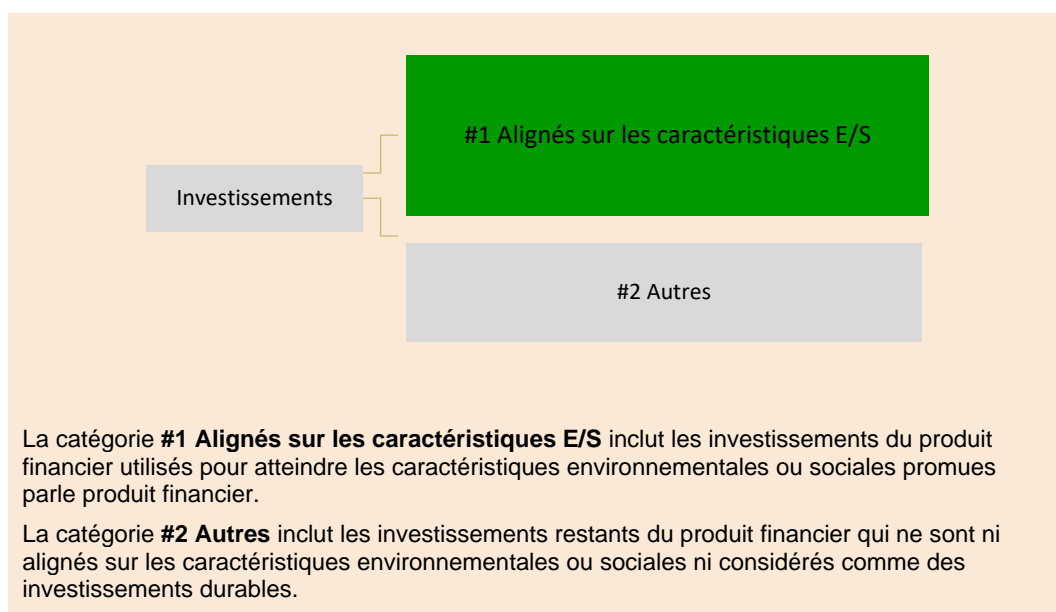 #1 Alignés sur les caractéristiques E/S
Investissements
#2 Autres
La catégorie #1 Alignés sur les caractéristiques E/S inclut les investissements du produit
financier utilisés pour atteindre les caractéristiques environnementales ou sociales promues
parle produit financier.
La catégorie #2 Autres inclut les investissements restants du produit financier qui ne sont ni
alignés sur les caractéristiques environnementales ou sociales ni considérés comme des
investissements durables.